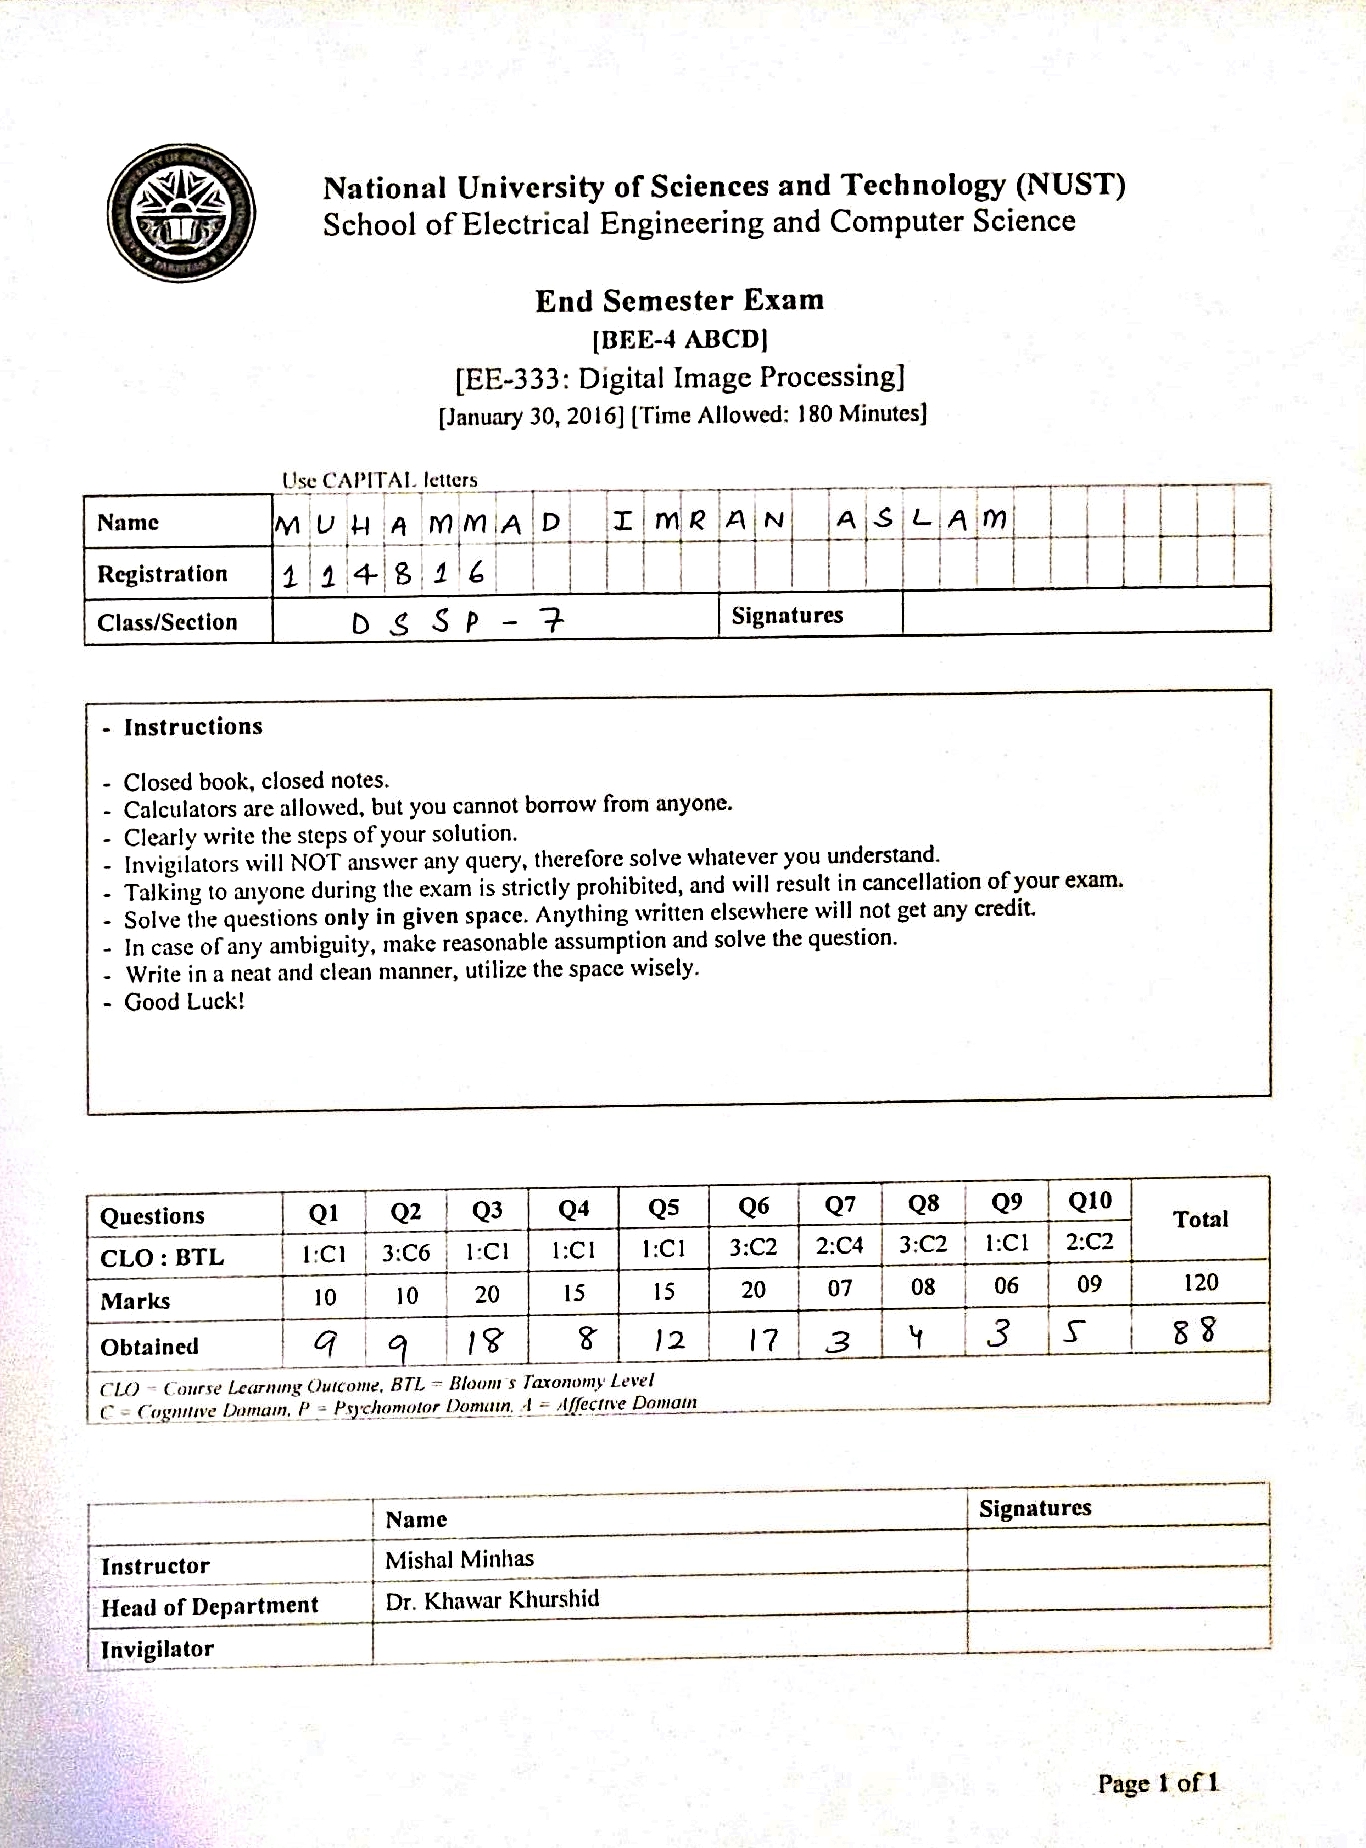 National University of Sciences and Technology (NUST)
School of Electrical Engineering and Computer Science
End Semester Exam
[BEE-4 ABCD]
[EE-333: Digital Image Processing]
[January 30, 2016] [Time Allowed: 180 Minutes]
Use CAPITAL letters
Name MUHAMMAD IMRAN ASLAM
Registration 114816
Class/Section DSSP-7 Signatures
- Instructions
- Closed book, closed notes.
- Calculators are allowed, but you cannot borrow from anyone.
- Clearly write the steps of your solution.
- Invigilators will NOT answer any query, therefore solve whatever you understand.
- Talking to anyone during the exam is strictly prohibited, and will result in cancellation of your exam.
- Solve the questions only in given space. Anything written elsewhere will not get any credit.
- In case of any ambiguity, make reasonable assumption and solve the question.
- Write in a neat and clean manner, utilize the space wisely.
- Good Luck!
Questions Q1 Q2 Q3 Q4 Q5 Q6 Q7 Q8 Q9 Q10 Total
CLO : BTL 1:C1 3:C6 1:C1 1:C1 1:C1 3:C2 2:C4 3:C2 1:C1 2:C2
Marks 10 10 20 15 15 20 07 08 06 09 120
Obtained 9 9 18 8 12 17 3 4 3 5 88
CLO = Course Learning Outcome, BTL = Bloom's Taxonomy Level
C = Cognitive Domain, P = Psychomotor Domain, A = Affective Domain
Name Signatures
Instructor Mishal Minhas
Head of Department Dr. Khawar Khurshid
Invigilator
Page 1 of 1